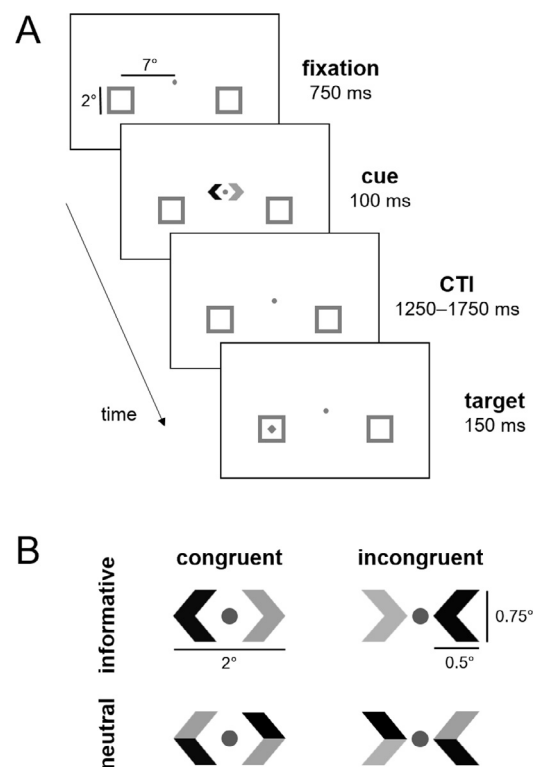 A
7°
2°
fixation
750 ms
cue
100 ms
CTI
1250–1750 ms
time
target
150 ms
B
congruent
incongruent
informative
0.75°
2°
0.5°
neutral